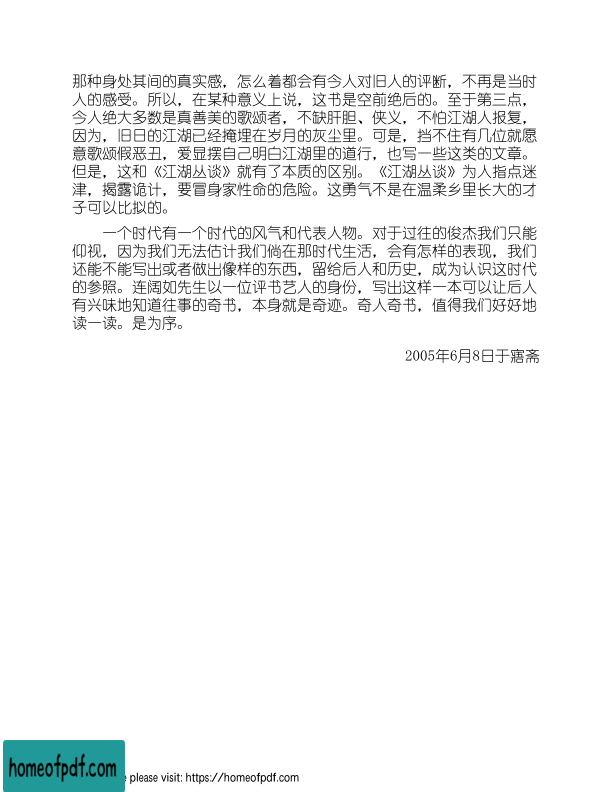 那种身处其间的真实感，怎么着都会有今人对旧人的评断，不再是当时
人的感受。所以，在某种意义上说，这书是空前绝后的。至于第三点，
今人绝大多数是真善美的歌颂者，不缺肝胆、侠义，不怕江湖人报复，
因为，旧日的江湖已经掩埋在岁月的灰尘里。可是，挡不住有几位就愿
意歌颂假恶丑，爱显摆自己明白江湖里的道行，也写一些这类的文章。
但是，这和《江湖丛谈》就有了本质的区别。《江湖丛谈》为人指点迷
津，揭露诡计，要冒身家性命的危险。这勇气不是在温柔乡里长大的才
子可以比拟的。
一个时代有一个时代的风气和代表人物。对于过往的俊杰我们只能
仰视，因为我们无法估计我们倘在那时代生活，会有怎样的表现，我们
还能不能写出或者做出像样的东西，留给后人和历史，成为认识这时代
的参照。连阔如先生以一位评书艺人的身份，写出这样一本可以让后人
有兴味地知道往事的奇书，本身就是奇迹。奇人奇书，值得我们好好地
读一读。是为序。
2005年6月8日于寤斋
homeofpdf.com
e please visit: https://homeofpdf.com